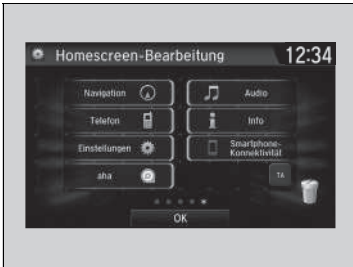 Homescreen-Bearbeitung 12:34
Navigation
Audio
Telefon
Info
Einstellungen
Smartphone-
Konnektivität
aha
TA
OK